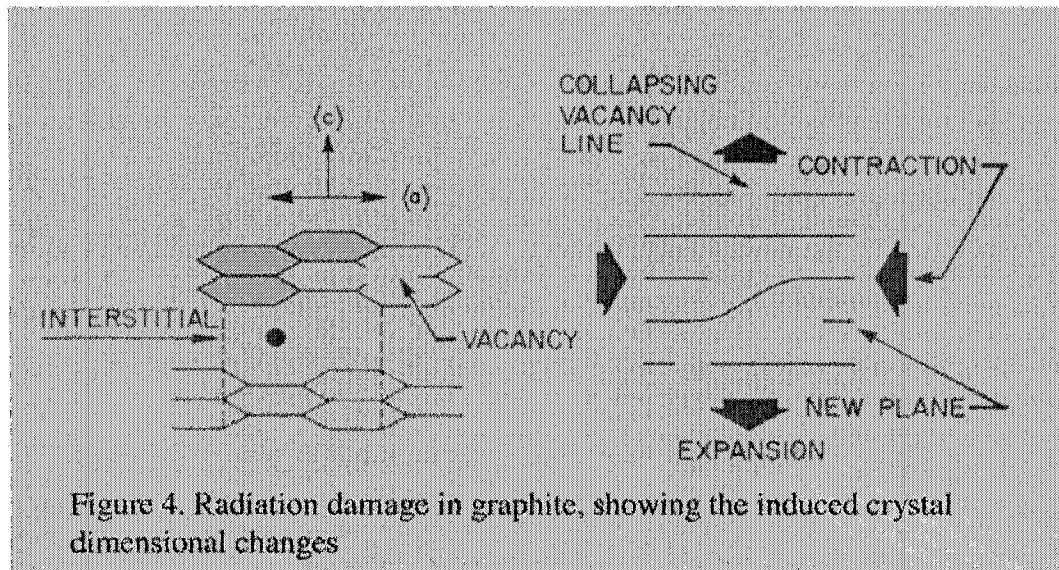 ⟨c⟩
⟨a⟩
INTERSTITIAL
VACANCY
COLLAPSING
VACANCY
LINE
CONTRACTION
NEW PLANE
EXPANSION
Figure 4. Radiation damage in graphite, showing the induced crystal
dimensional changes